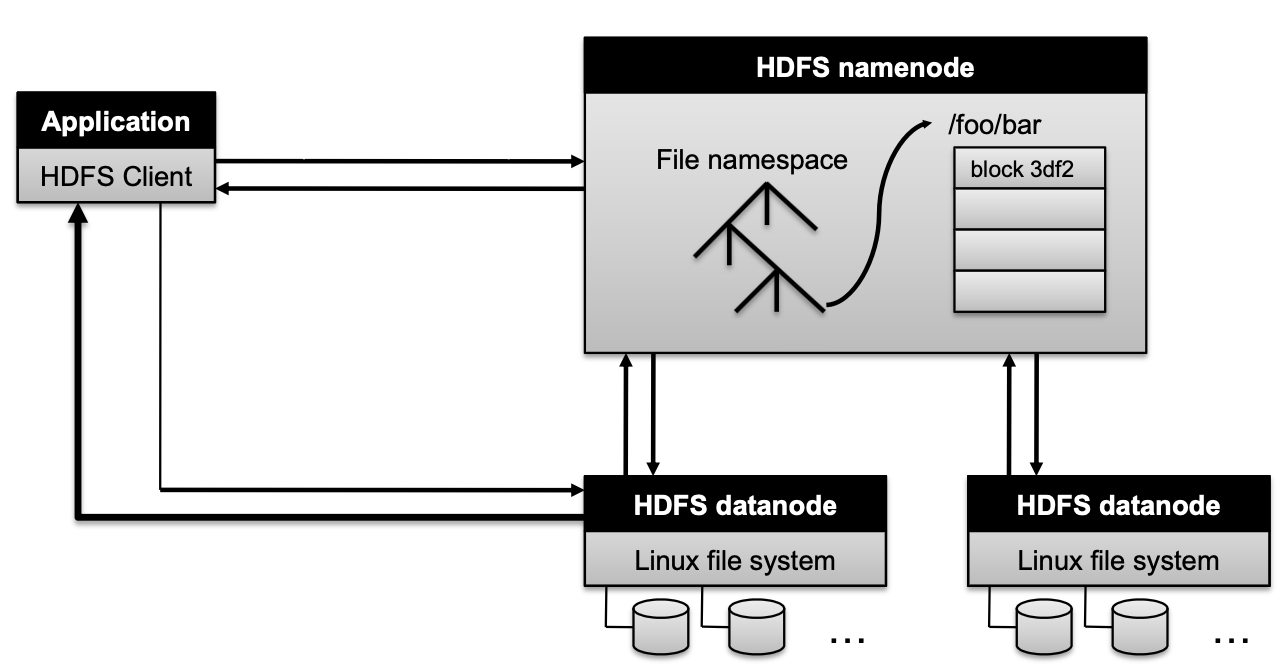 HDFS namenode
Application
HDFS Client
File namespace
/foo/bar
block 3df2
HDFS datanode
Linux file system
...
HDFS datanode
Linux file system
...